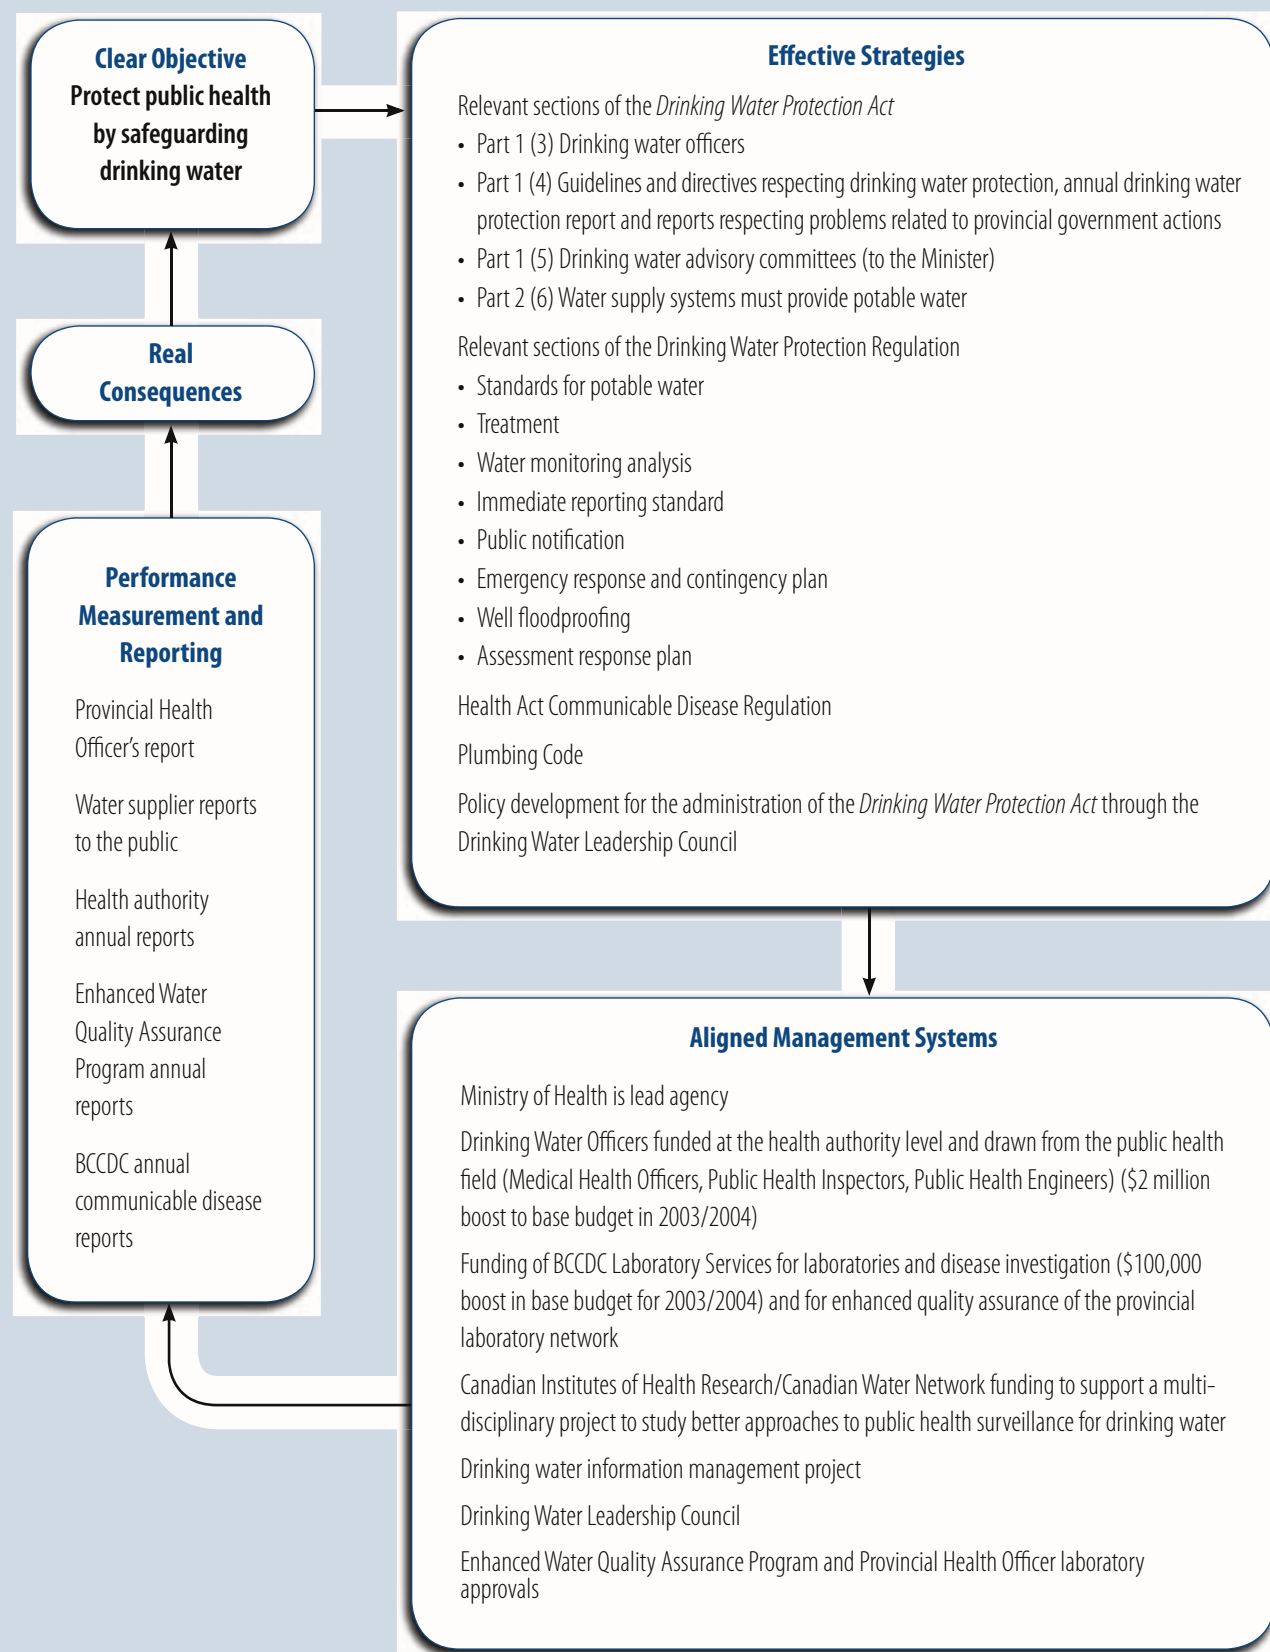 Clear Objective
Protect public health
by safeguarding
drinking water
Effective Strategies
Relevant sections of the Drinking Water Protection Act
• Part 1 (3) Drinking water officers
• Part 1 (4) Guidelines and directives respecting drinking water protection, annual drinking water
protection report and reports respecting problems related to provincial government actions
• Part 1 (5) Drinking water advisory committees (to the Minister)
• Part 2 (6) Water supply systems must provide potable water
Relevant sections of the Drinking Water Protection Regulation
• Standards for potable water
• Treatment
• Water monitoring analysis
• Immediate reporting standard
• Public notification
• Emergency response and contingency plan
• Well floodproofing
• Assessment response plan
Health Act Communicable Disease Regulation
Plumbing Code
Policy development for the administration of the Drinking Water Protection Act through the
Drinking Water Leadership Council
Aligned Management Systems
Ministry of Health is lead agency
Drinking Water Officers funded at the health authority level and drawn from the public health
field (Medical Health Officers, Public Health Inspectors, Public Health Engineers) ($2 million
boost to base budget in 2003/2004)
Funding of BCCDC Laboratory Services for laboratories and disease investigation ($100,000
boost in base budget for 2003/2004) and for enhanced quality assurance of the provincial
laboratory network
Canadian Institutes of Health Research/Canadian Water Network funding to support a multi-
disciplinary project to study better approaches to public health surveillance for drinking water
Drinking water information management project
Drinking Water Leadership Council
Enhanced Water Quality Assurance Program and Provincial Health Officer laboratory
approvals
Performance
Measurement and
Reporting
Provincial Health
Officer's report
Water supplier reports
to the public
Health authority
annual reports
Enhanced Water
Quality Assurance
Program annual
reports
BCCDC annual
communicable disease
reports
Real
Consequences